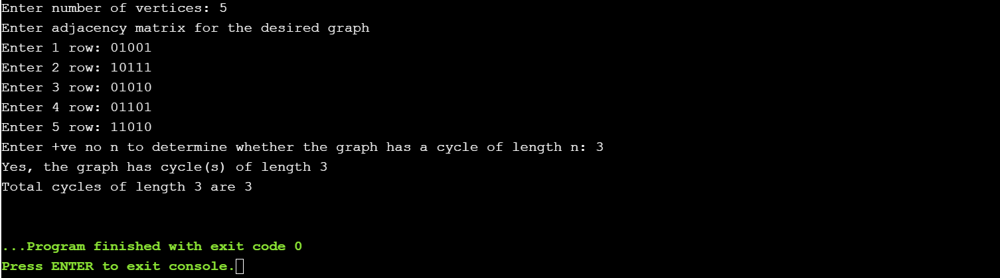 Enter number of vertices: 5
Enter adjacency matrix for the desired graph
Enter 1 row: 01001
Enter 2 row: 10111
Enter 3 row: 01010
Enter 4 row: 01101
Enter 5 row: 11010
Enter +ve no n to determine whether the graph has a cycle of length n: 3
Yes, the graph has cycle(s) of length 3
Total cycles of length 3 are 3
...Program finished with exit code 0
Press ENTER to exit console.